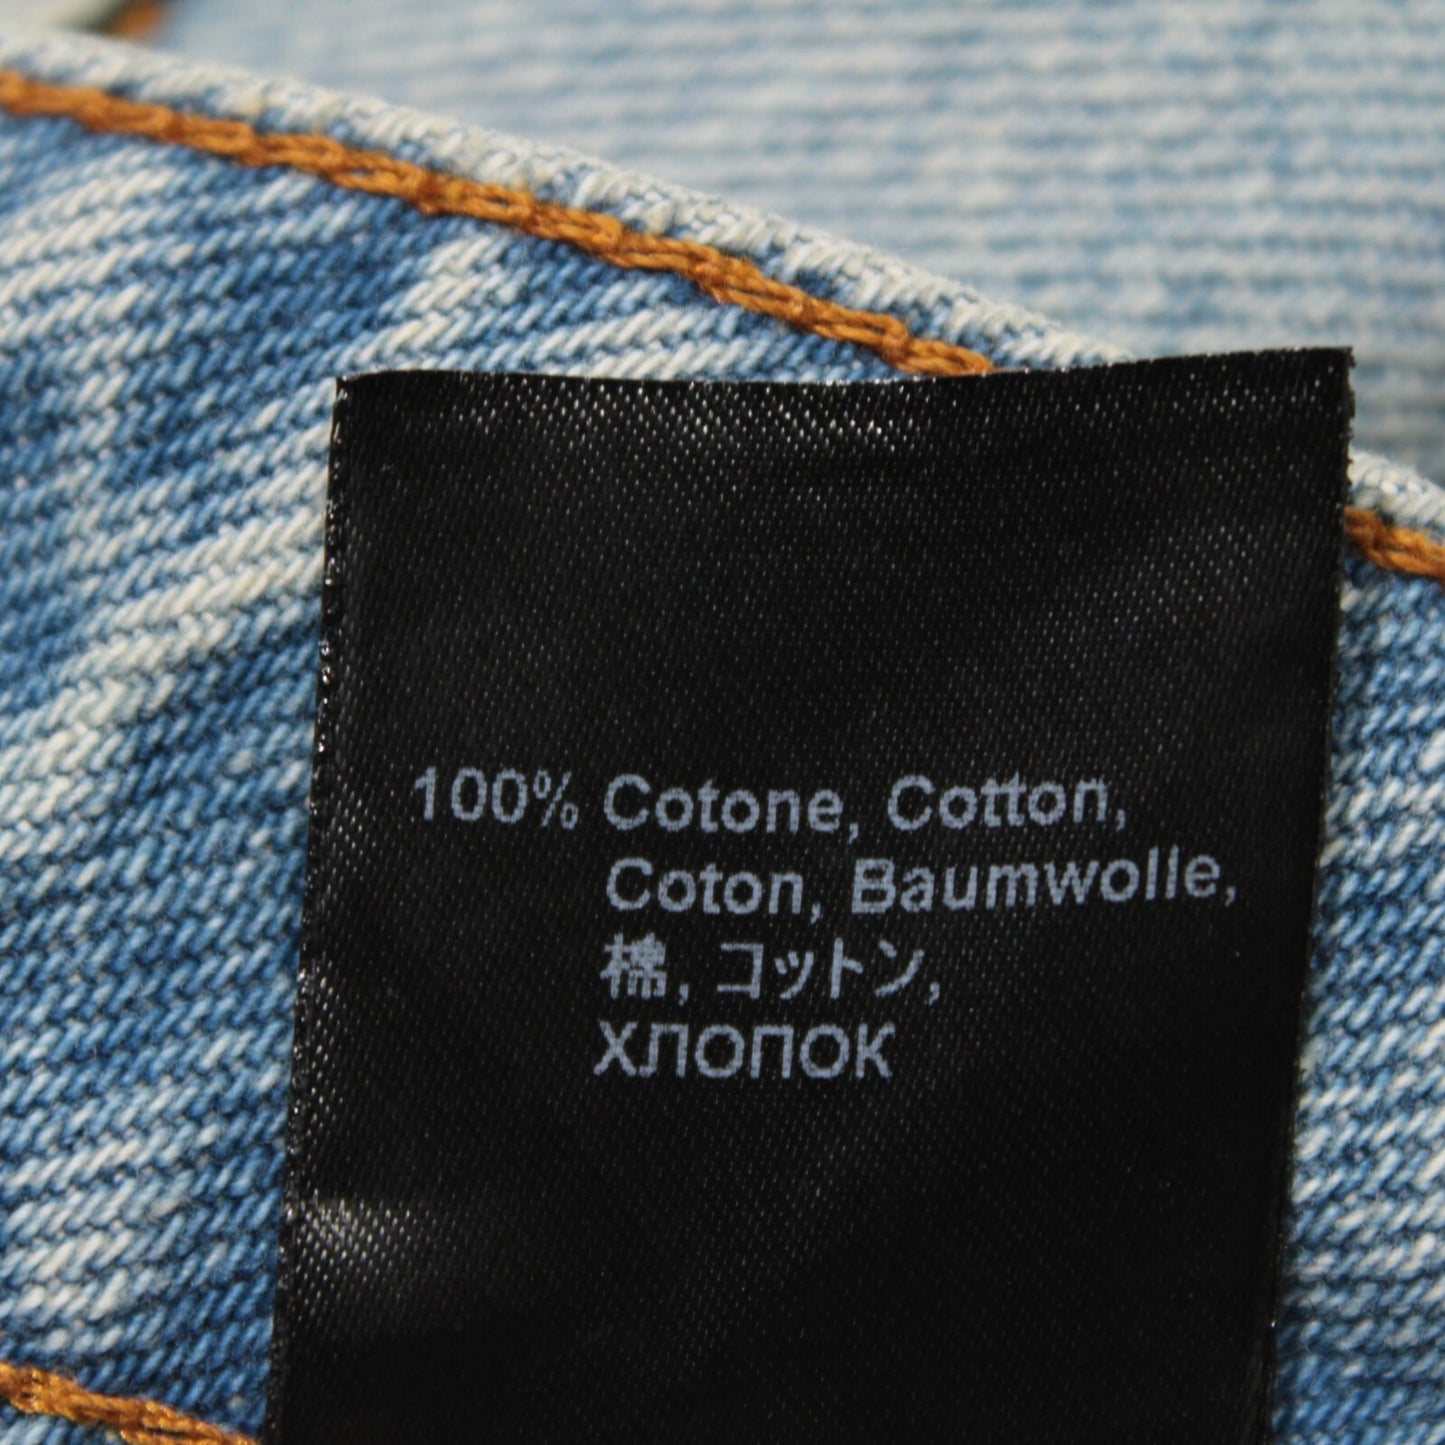 100% Cotone, Cotton,
Coton, Baumwolle,
棉, コットン,
ХЛОПОК